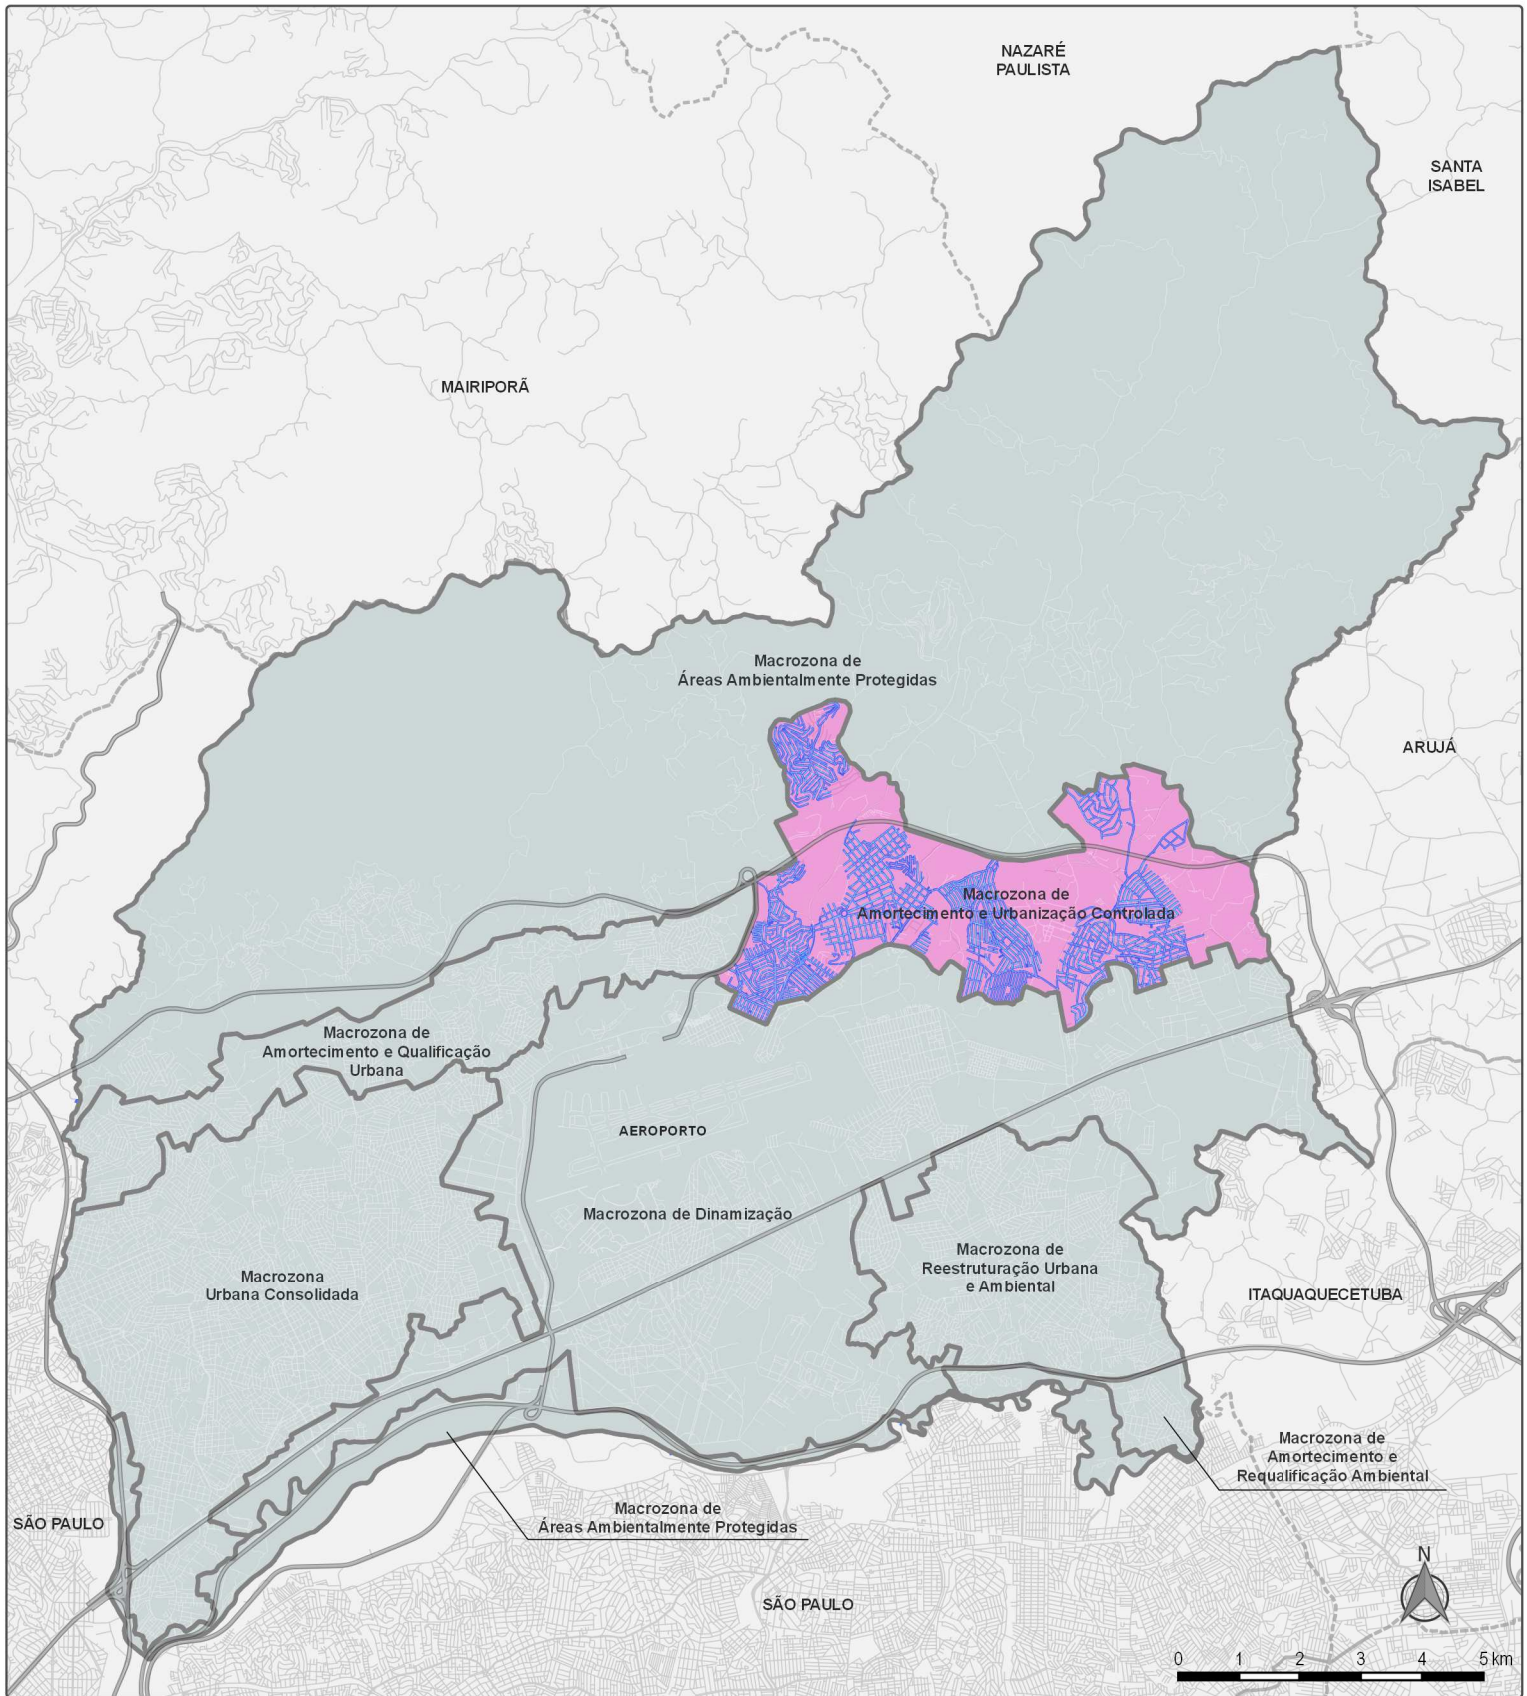 NAZARÉ
PAULISTA
SANTA
ISABEL
MAIRIPORÃ
Macrozona de
Áreas Ambientalmente Protegidas
ARUJÁ
Macrozona de
Amortecimento e Urbanização Controlada
Macrozona de
Amortecimento e Qualificação
Urbana
AEROPORTO
Macrozona de Dinamização
Macrozona de
Reestruturação Urbana
e Ambiental
Macrozona
Urbana Consolidada
ITAQUAQUECETUBA
Macrozona de
Amortecimento e
Requalificação Ambiental
Macrozona de
Áreas Ambientalmente Protegidas
SÃO PAULO
SÃO PAULO
N
0 1 2 3 4 5 km